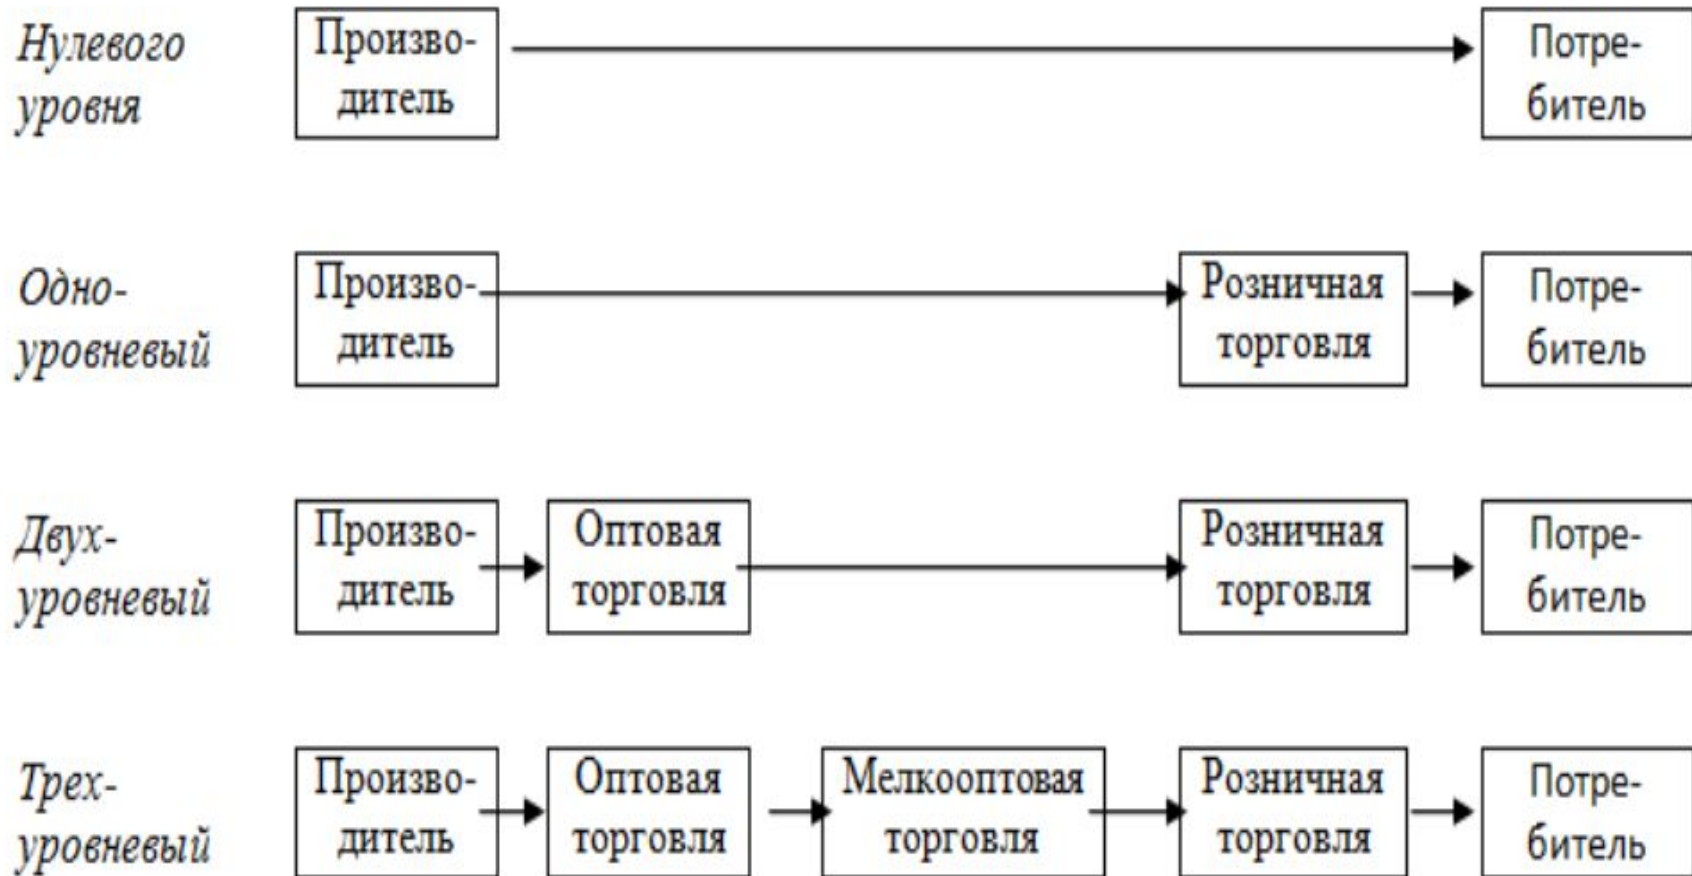 Нулевого
уровня
Произво-
дитель
Потре-
битель
Одно-
уровневый
Произво-
дитель
Розничная
торговля
Потре-
битель
Двух-
уровневый
Произво-
дитель
Оптовая
торговля
Розничная
торговля
Потре-
битель
Трех-
уровневый
Произво-
дитель
Оптовая
торговля
Мелкооптовая
торговля
Розничная
торговля
Потре-
битель